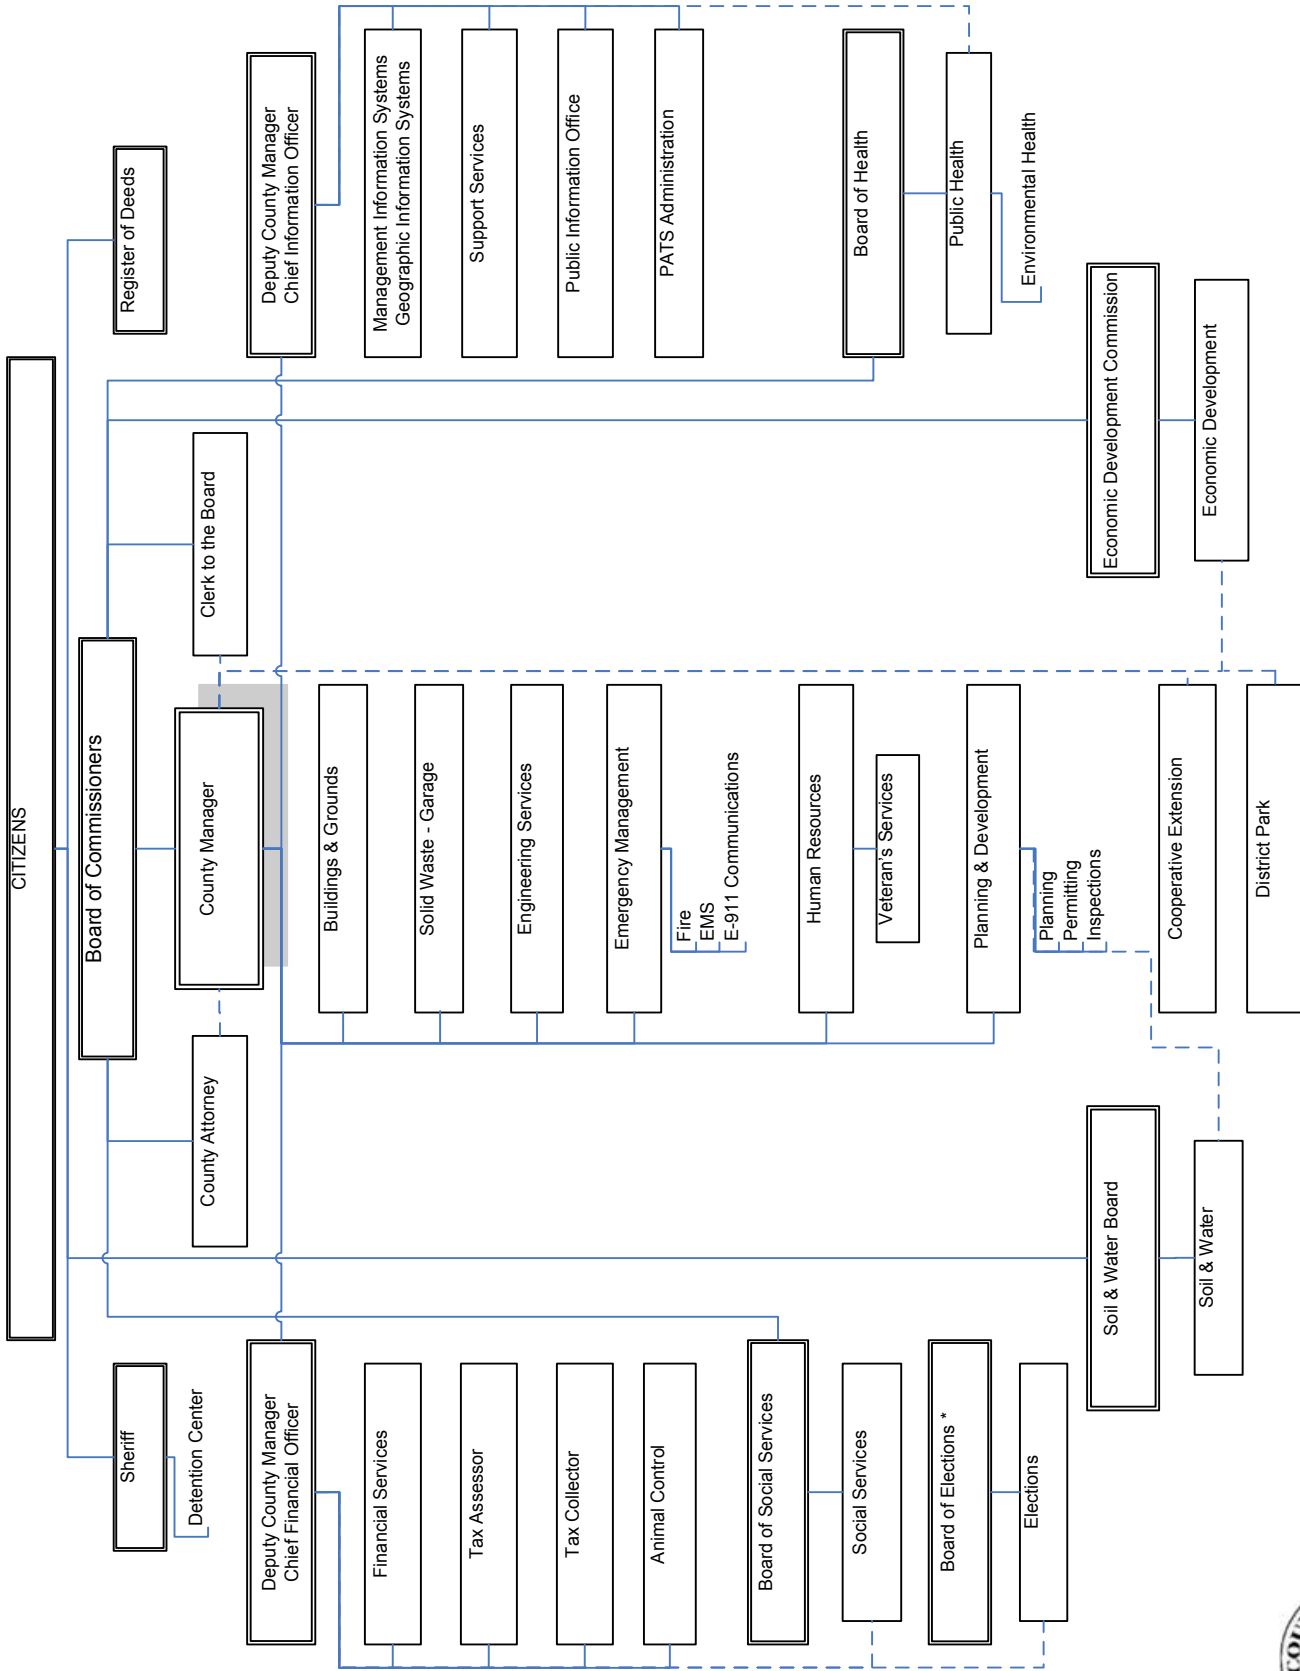 CITIZENS
Sheriff
Detention Center
Board of Commissioners
Register of Deeds
County Attorney
County Manager
Clerk to the Board
Deputy County Manager
Chief Financial Officer
Financial Services
Tax Assessor
Tax Collector
Animal Control
Board of Social Services
Social Services
Board of Elections *
Elections
Buildings & Grounds
Solid Waste - Garage
Engineering Services
Emergency Management
Fire
EMS
E-911 Communications
Human Resources
Veteran's Services
Planning & Development
Planning
Permitting
Inspections
Cooperative Extension
District Park
Soil & Water Board
Soil & Water
Deputy County Manager
Chief Information Officer
Management Information Systems
Geographic Information Systems
Support Services
Public Information Office
PATS Administration
Board of Health
Public Health
Environmental Health
Economic Development Commission
Economic Development